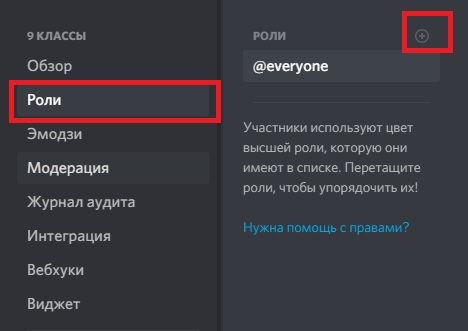 9 КЛАССЫ
Обзор
Роли
Эмодзи
Модерация
Журнал аудита
Интеграция
Вебхуки
Виджет
РОЛИ
@everyone
Участники используют цвет
высшей роли, которую они
имеют в списке. Перетащите
роли, чтобы упорядочить их!
Нужна помощь с правами?